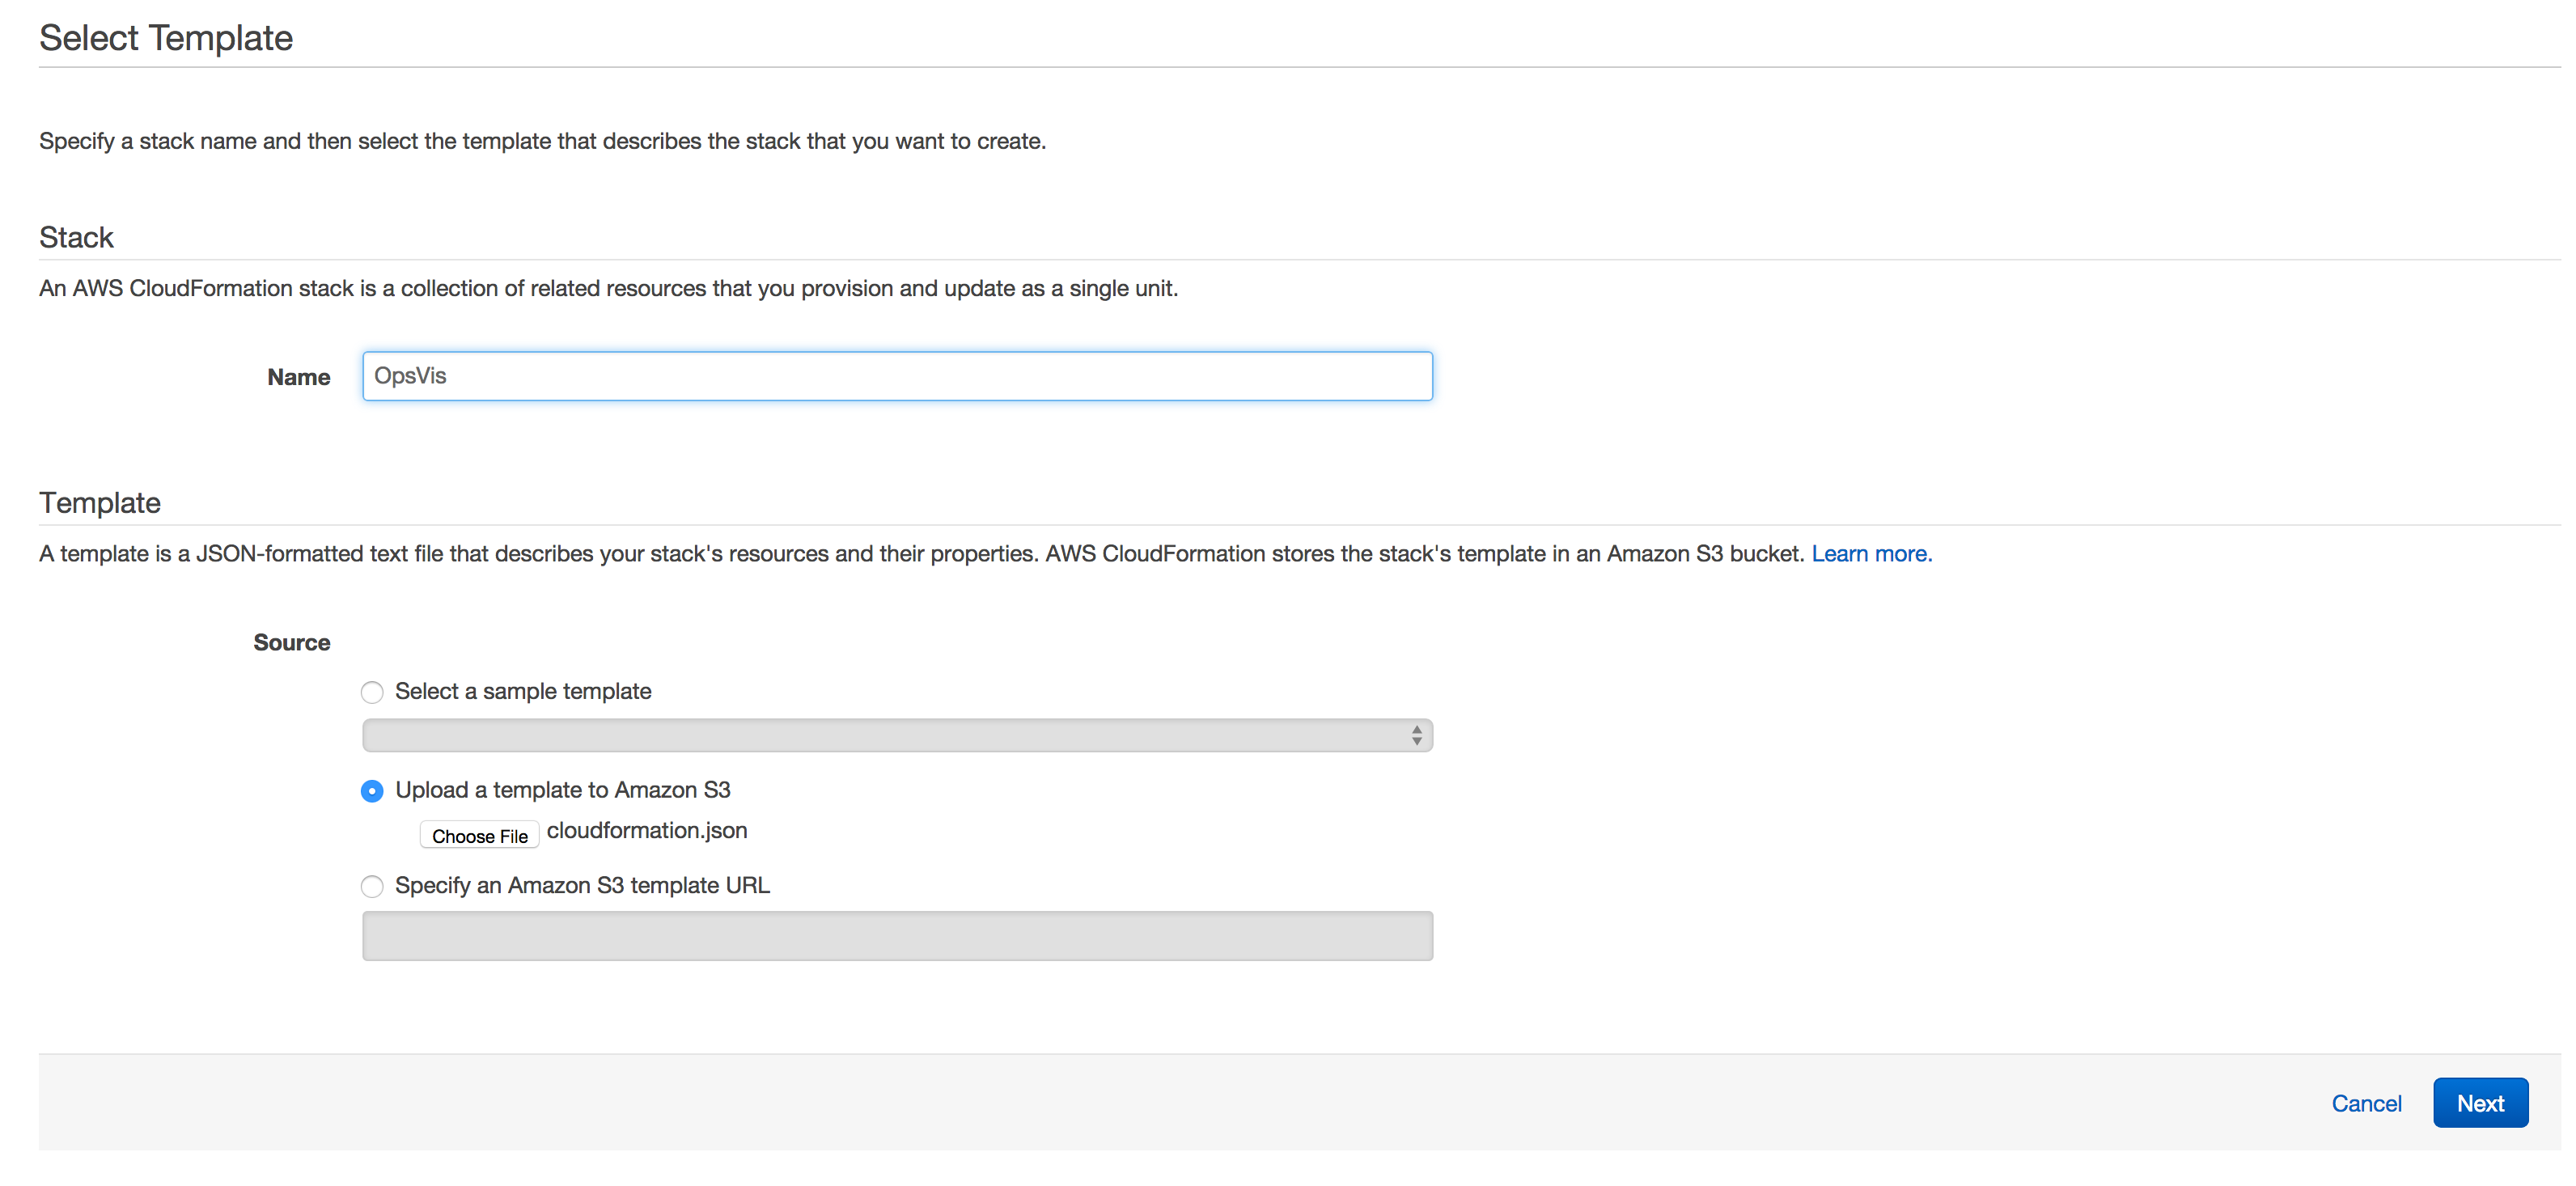 Select Template
Specify a stack name and then select the template that describes the stack that you want to create.
Stack
An AWS CloudFormation stack is a collection of related resources that you provision and update as a single unit.
Name OpsVis
Template
A template is a JSON-formatted text file that describes your stack's resources and their properties. AWS CloudFormation stores the stack's template in an Amazon S3 bucket. Learn more.
Source
Select a sample template
Upload a template to Amazon S3
Choose File cloudformation.json
Specify an Amazon S3 template URL
Cancel Next